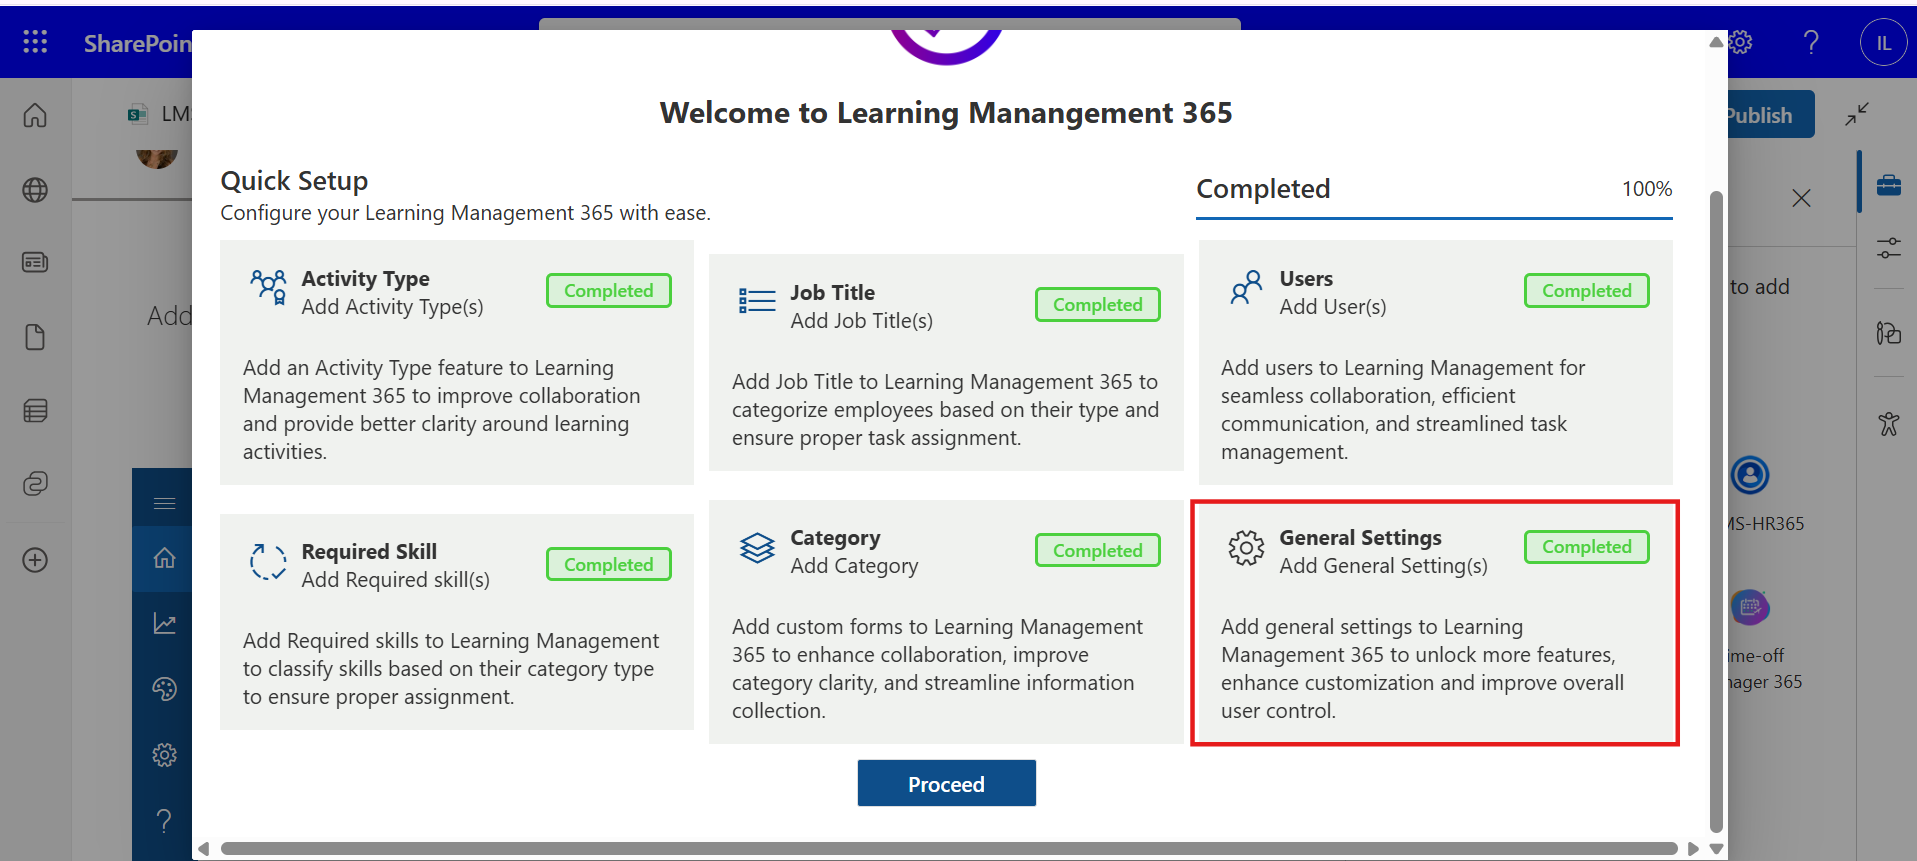 SharePoin
IL
LM
Publish
Welcome to Learning Manangement 365
Quick Setup
Configure your Learning Management 365 with ease.
Completed 100%
Activity Type
Add Activity Type(s)
Completed
Add an Activity Type feature to Learning
Management 365 to improve collaboration
and provide better clarity around learning
activities.
Job Title
Add Job Title(s)
Completed
Add Job Title to Learning Management 365 to
categorize employees based on their type and
ensure proper task assignment.
Users
Add User(s)
Completed
Add users to Learning Management for
seamless collaboration, efficient
communication, and streamlined task
management.
Required Skill
Add Required skill(s)
Completed
Add Required skills to Learning Management
to classify skills based on their category type
to ensure proper assignment.
Category
Add Category
Completed
Add custom forms to Learning Management
365 to enhance collaboration, improve
category clarity, and streamline information
collection.
General Settings
Add General Setting(s)
Completed
Add general settings to Learning
Management 365 to unlock more features,
enhance customization and improve overall
user control.
Proceed
Add
to add
MS-HR365
ime-off
nager 365